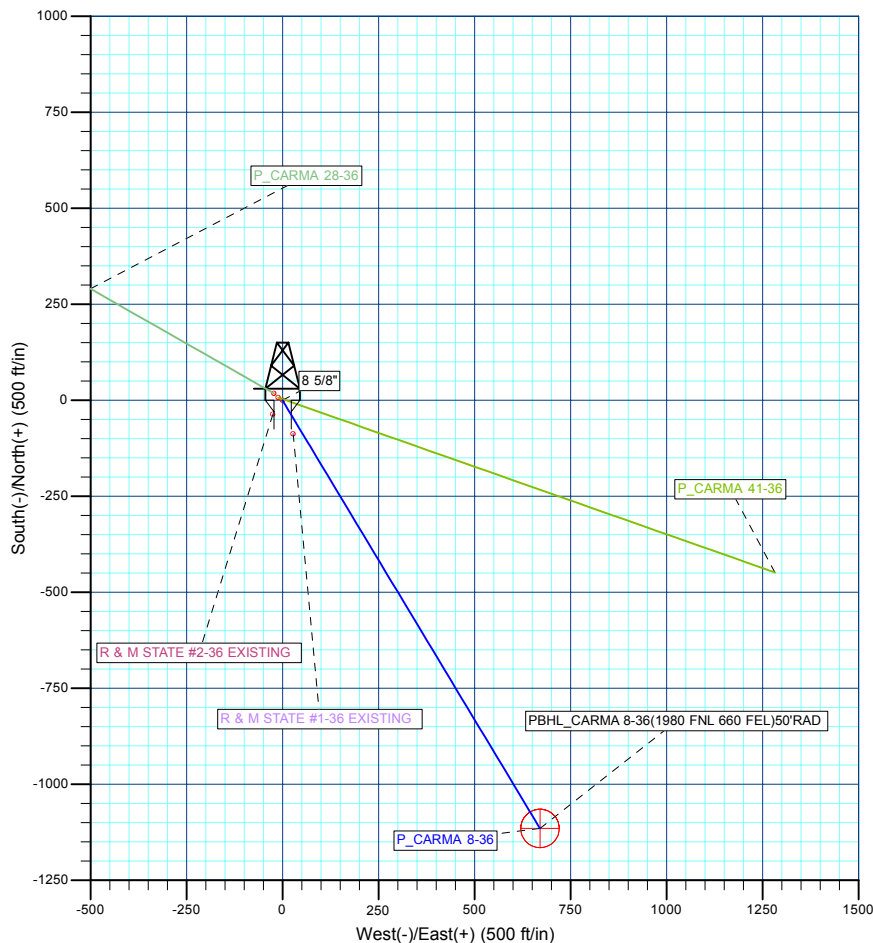 1000
750
500
250
0
-250
-500
-750
-1000
-1250
South(-)/North(+) (500 ft/in)
P_CARMA 28-36
8 5/8"
P_CARMA 41-36
R & M STATE #2-36 EXISTING
R & M STATE #1-36 EXISTING
PBHL_CARMA 8-36(1980 FNL 660 FEL)50'RAD
P_CARMA 8-36
-500 -250 0 250 500 750 1000 1250 1500
West(-)/East(+) (500 ft/in)